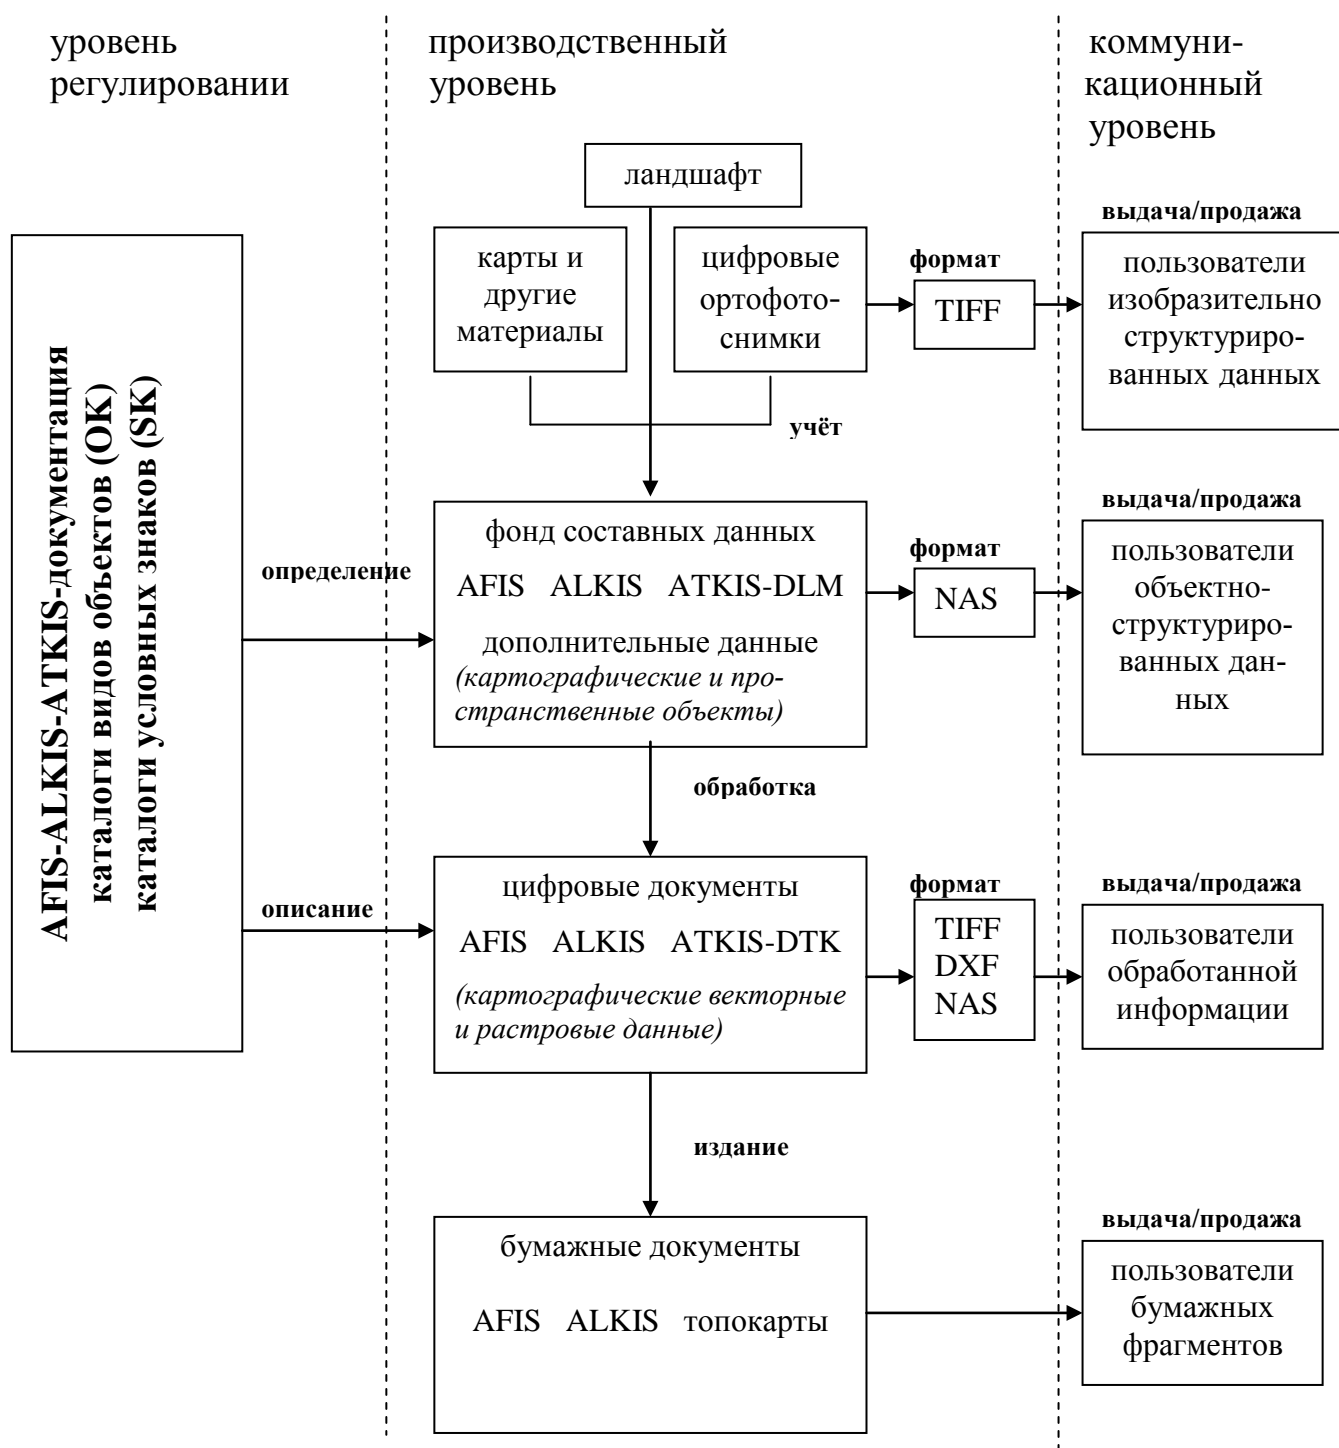 уровень
регулировании
производственный
уровень
коммуни-
кационный
уровень
AFIS-ALKIS-ATKIS-документация
каталоги видов объектов (OK)
каталоги условных знаков (SK)
ландшафт
карты и
другие
материалы
цифровые
ортофото-
снимки
формат
TIFF
выдача/продажа
пользователи
изобразительно
структуриро-
ванных данных
учёт
определение
фонд составных данных
AFIS ALKIS ATKIS-DLM
дополнительные данные
(картографические и про-
странственные объекты)
формат
NAS
выдача/продажа
пользователи
объектно-
структуриро-
ванных дан-
ных
обработка
описание
цифровые документы
AFIS ALKIS ATKIS-DTK
(картографические векторные
и растровые данные)
формат
TIFF
DXF
NAS
выдача/продажа
пользователи
обработанной
информации
издание
бумажные документы
AFIS ALKIS топокарты
выдача/продажа
пользователи
бумажных
фрагментов